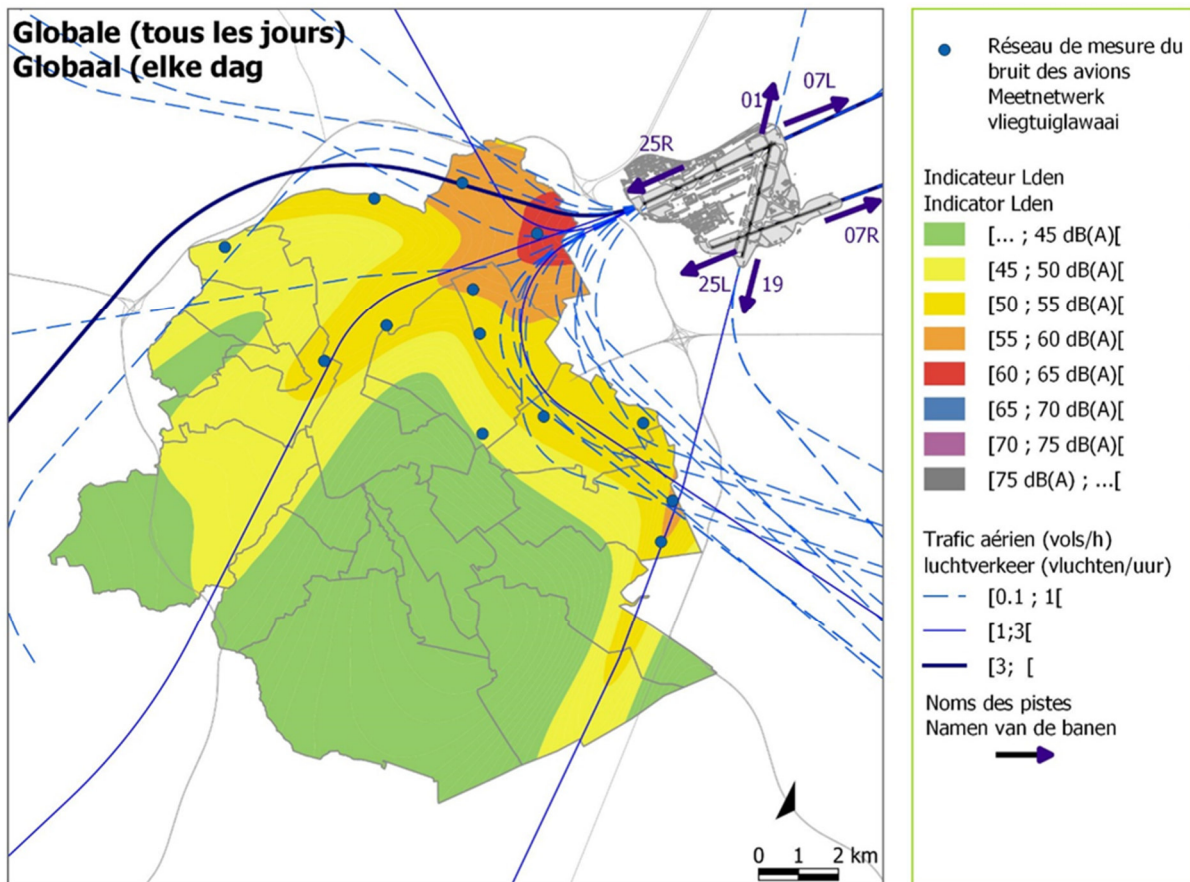 Globale (tous les jours)
Globaal (elke dag
07L
01
25R
07R
25L
19
0 1 2 km
Réseau de mesure du
bruit des avions
Meetnetwerk
vliegtuiglawaai
Indicateur Lden
Indicator Lden
[... ; 45 dB(A)[
[45 ; 50 dB(A)[
[50 ; 55 dB(A)[
[55 ; 60 dB(A)[
[60 ; 65 dB(A)[
[65 ; 70 dB(A)[
[70 ; 75 dB(A)[
[75 dB(A) ; ...[
Trafic aérien (vols/h)
luchtverkeer (vluchten/uur)
[0.1 ; 1[
[1;3[
[3; [
Noms des pistes
Namen van de banen